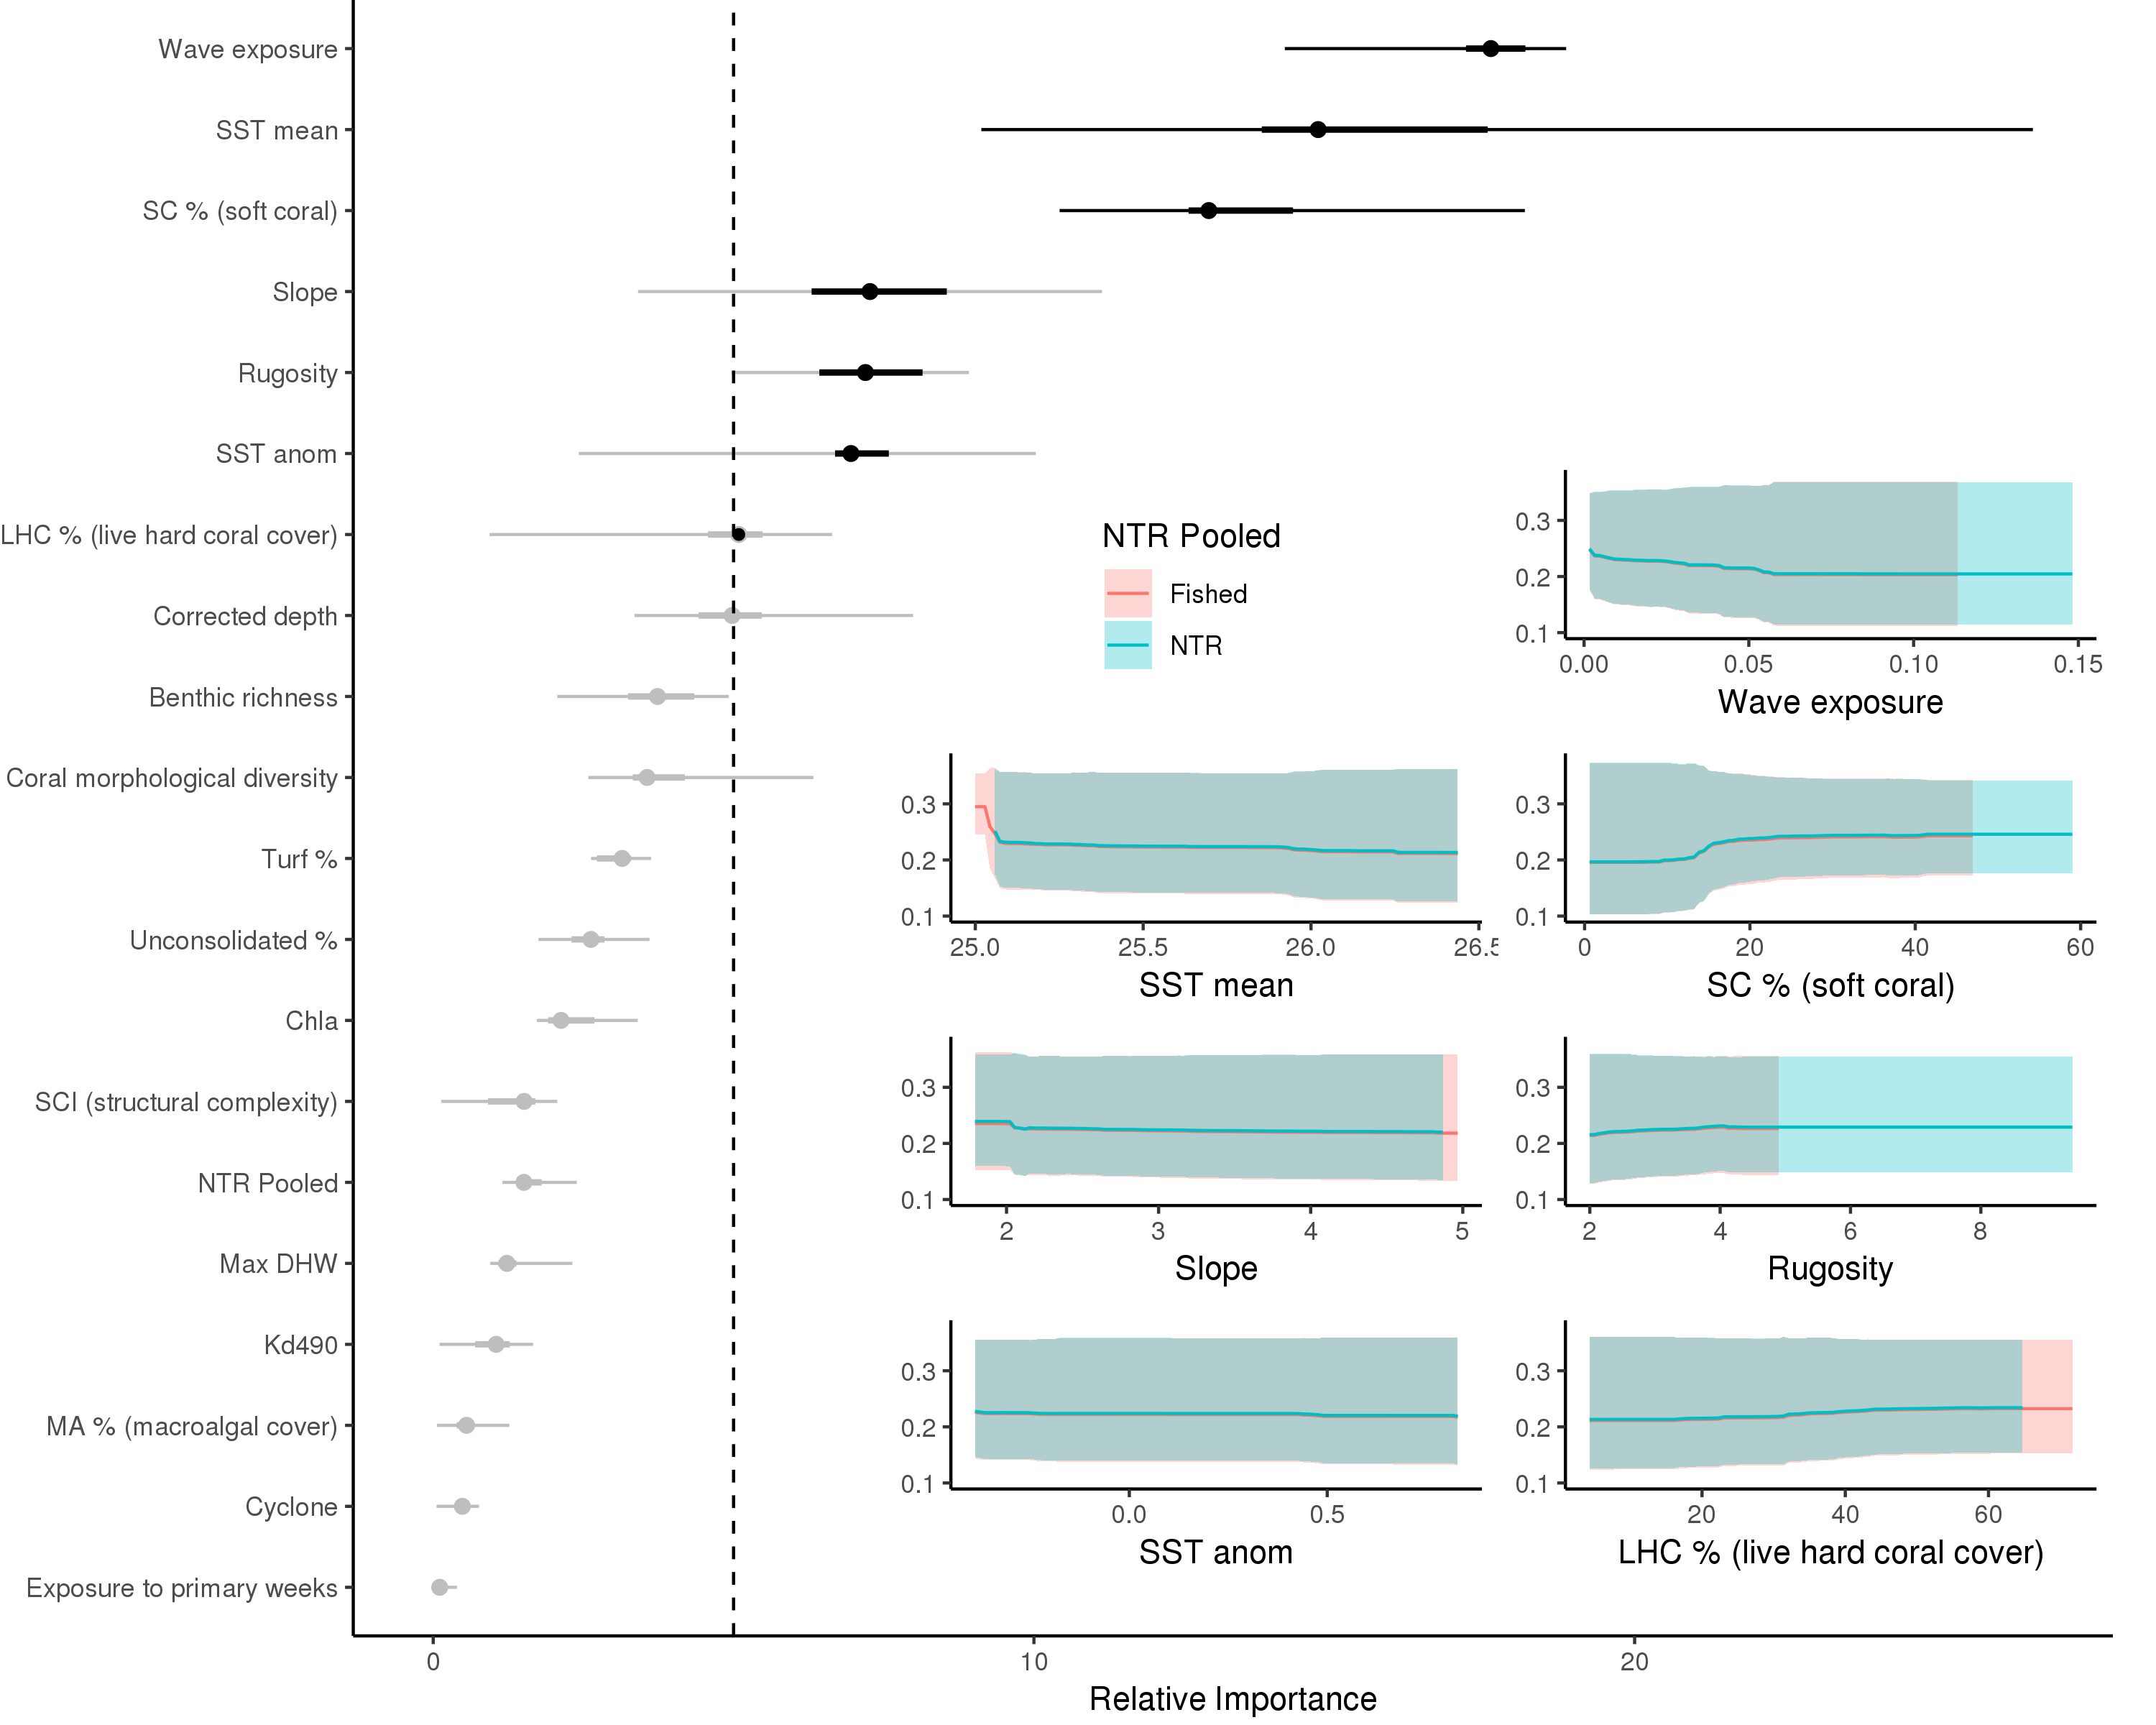 Wave exposure
SST mean
SC % (soft coral)
Slope
Rugosity
SST anom
LHC % (live hard coral cover)
Corrected depth
Benthic richness
Coral morphological diversity
Turf %
Unconsolidated %
Chla
SCI (structural complexity)
NTR Pooled
Max DHW
Kd490
MA % (macroalgal cover)
Cyclone
Exposure to primary weeks
0 10 20
Relative Importance
NTR Pooled
Fished
NTR
0.3
0.2
0.1
0.00 0.05 0.10 0.15
Wave exposure
0.3
0.2
0.1
25.0 25.5 26.0 26.5
SST mean
0.3
0.2
0.1
0 20 40 60
SC % (soft coral)
0.3
0.2
0.1
2 3 4 5
Slope
0.3
0.2
0.1
2 4 6 8
Rugosity
0.3
0.2
0.1
0.0 0.5
SST anom
0.3
0.2
0.1
20 40 60
LHC % (live hard coral cover)